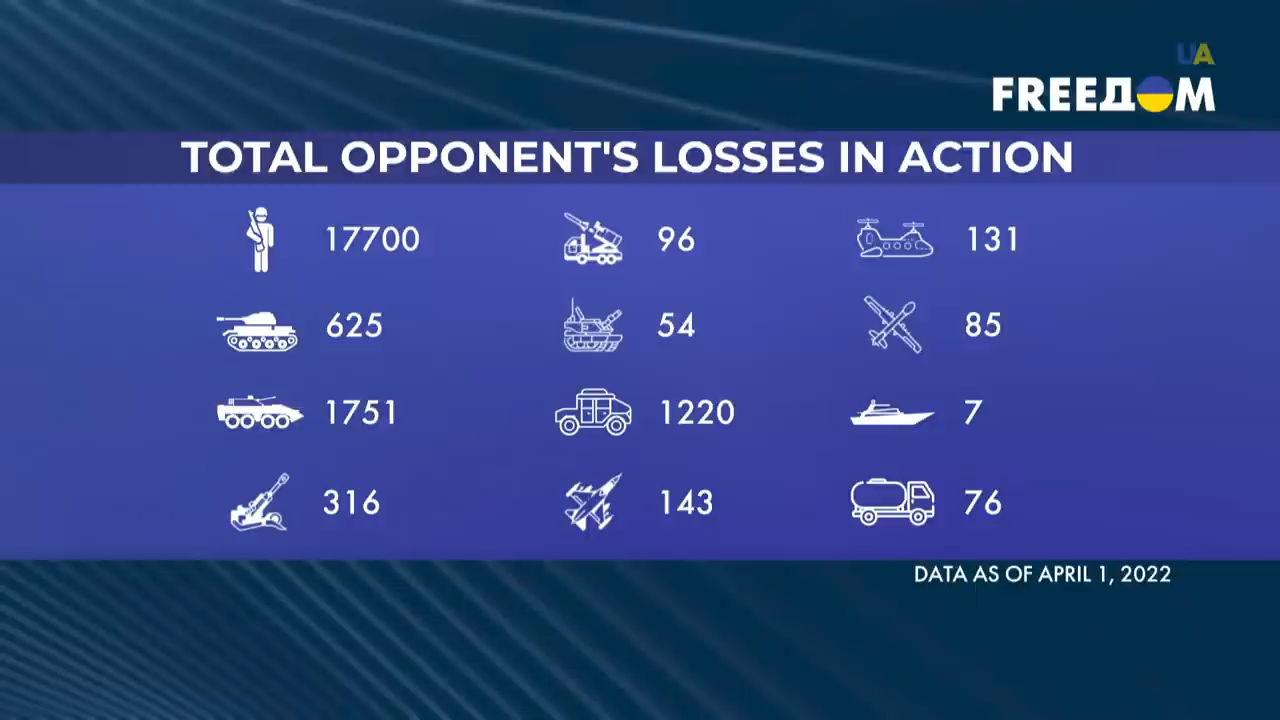 UA
FREEДOM
TOTAL OPPONENT'S LOSSES IN ACTION
17700 96 131
625 54 85
1751 1220 7
316 143 76
DATA AS OF APRIL 1, 2022